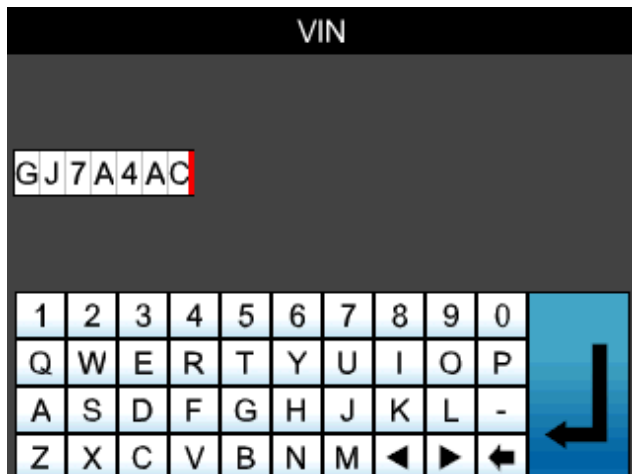 VIN
GJ7A4AC
1 2 3 4 5 6 7 8 9 0
Q W E R T Y U I O P
A S D F G H J K L -
Z X C V B N M